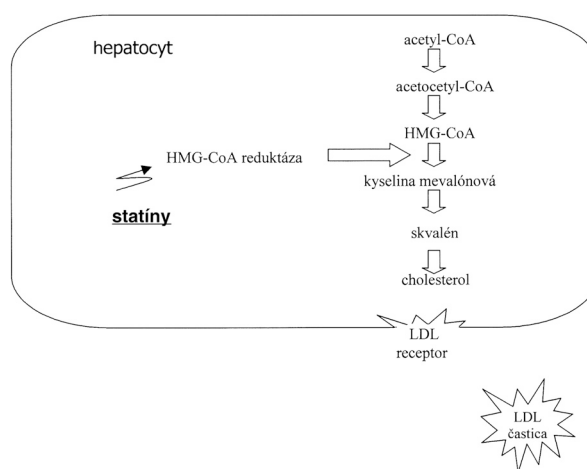 hepatocyt
acetyl-CoA
acetocetyl-CoA
HMG-CoA
HMG-CoA reduktáza
kyselina mevalónová
statíny
skvalén
cholesterol
LDL
receptor
LDL
častica